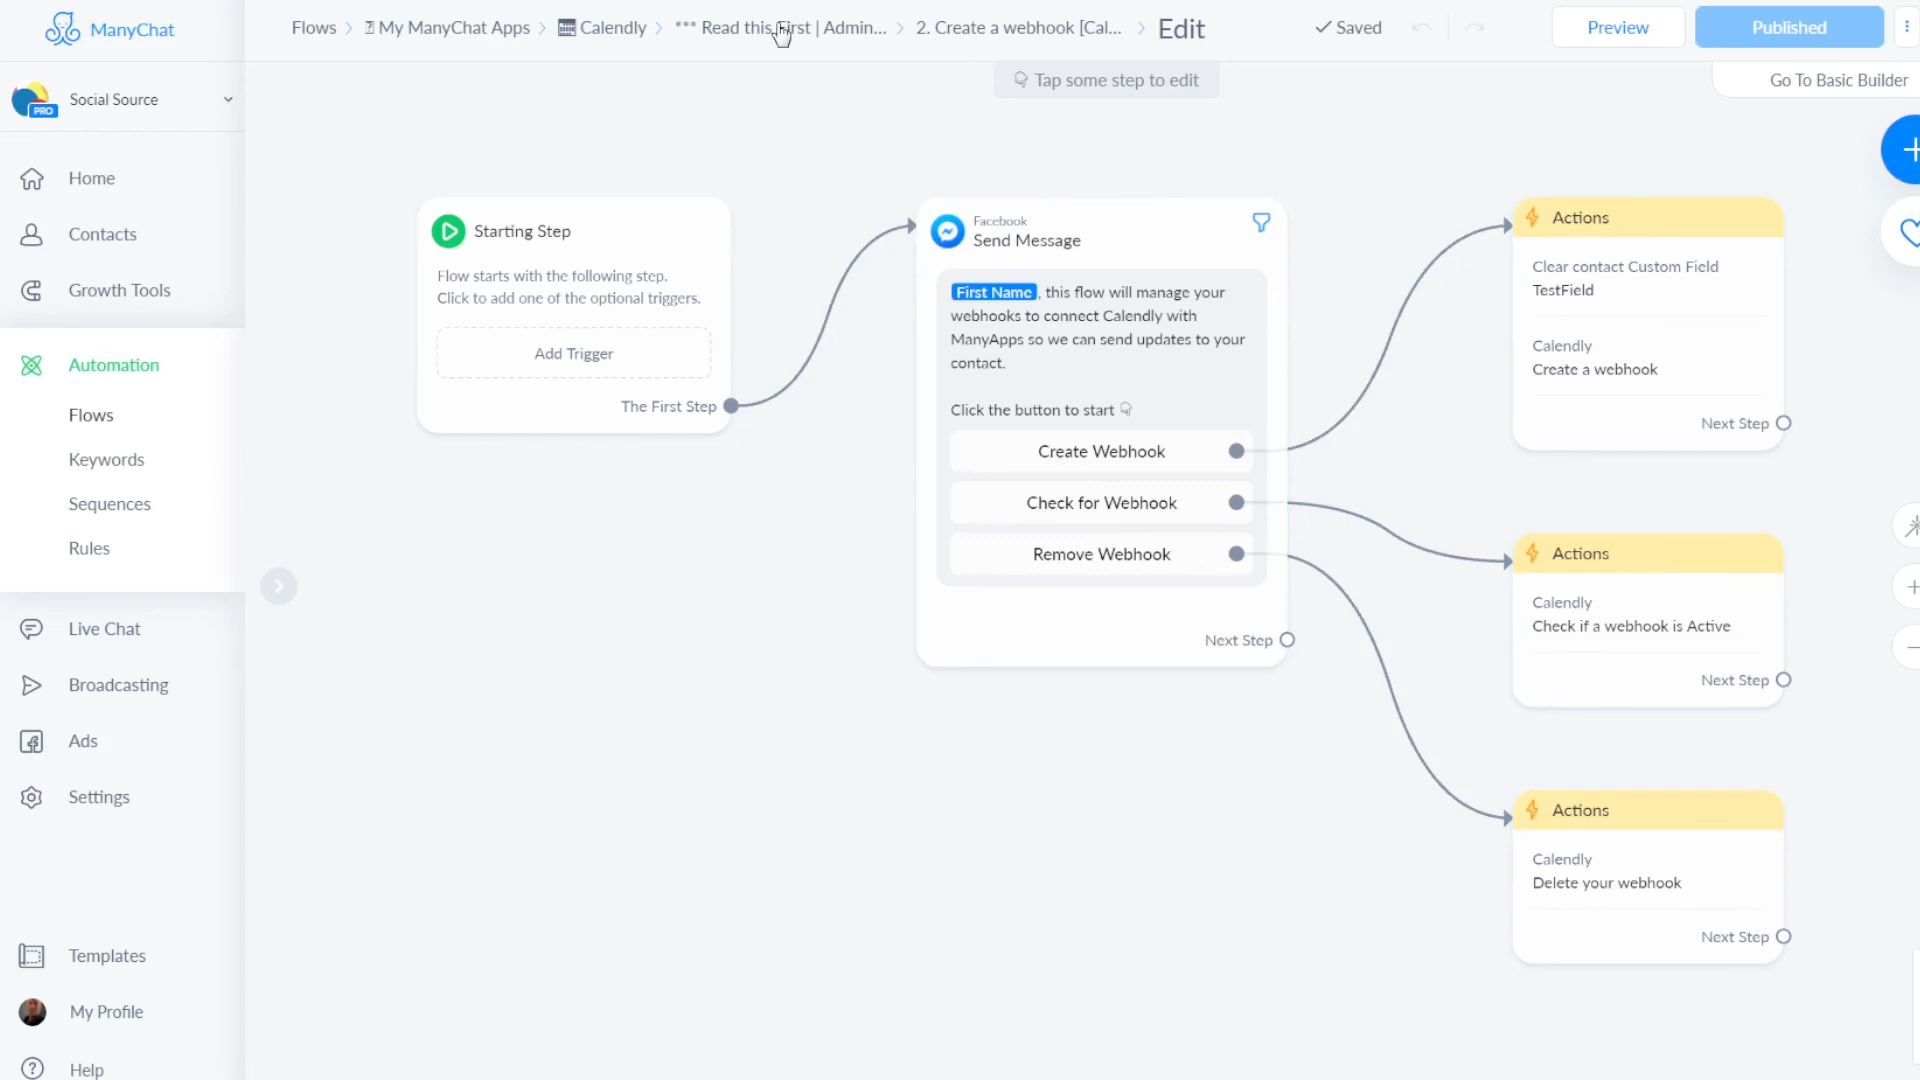 ManyChat
Flows
My ManyChat Apps
Calendly
*** Read this First | Admin...
2. Create a webhook [Cal...
Edit
Saved
Preview
Published
Tap some step to edit
Go To Basic Builder
PRO
Social Source
Home
Contacts
Growth Tools
Automation
Flows
Keywords
Sequences
Rules
Live Chat
Broadcasting
Ads
Settings
Templates
My Profile
Help
Starting Step
Flow starts with the following step.
Click to add one of the optional triggers.
Add Trigger
The First Step
Facebook
Send Message
First Name, this flow will manage your
webhooks to connect Calendly with
ManyApps so we can send updates to your
contact.
Click the button to start
Create Webhook
Check for Webhook
Remove Webhook
Next Step
Actions
Clear contact Custom Field
TestField
Calendly
Create a webhook
Next Step
Actions
Calendly
Check if a webhook is Active
Next Step
Actions
Calendly
Delete your webhook
Next Step